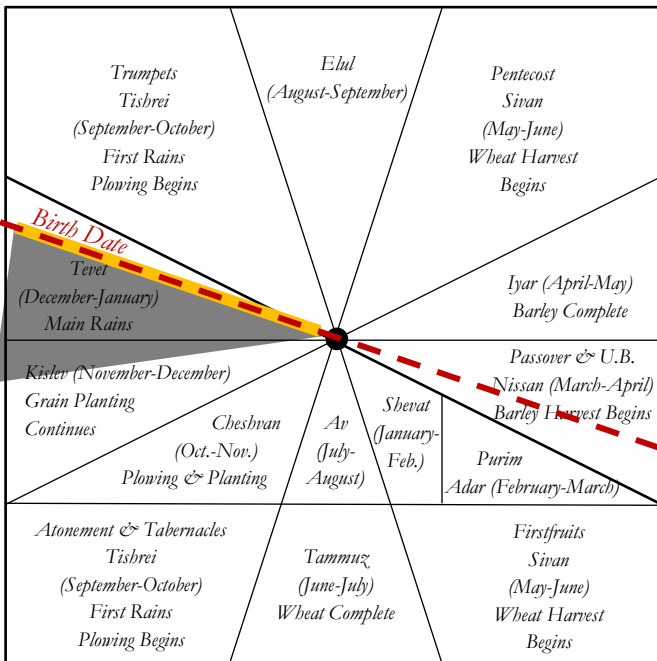 Trumpets
Tishrei
(September-October)
First Rains
Plowing Begins
Elul
(August-September)
Pentecost
Sivan
(May-June)
Wheat Harvest
Begins
Birth Date
Tevet
(December-January)
Main Rains
Iyar (April-May)
Barley Complete
Passover & U.B.
Nissan (March-April)
Barley Harvest Begins
Kislev (November-December)
Grain Planting
Continues
Cheshvan
(Oct.-Nov.)
Plowing & Planting
Av
(July-
August)
Shevat
(January-
Feb.)
Purim
Adar (February-March)
Atonement & Tabernacles
Tishrei
(September-October)
First Rains
Plowing Begins
Tammuz
(June-July)
Wheat Complete
Firstfruits
Sivan
(May-June)
Wheat Harvest
Begins